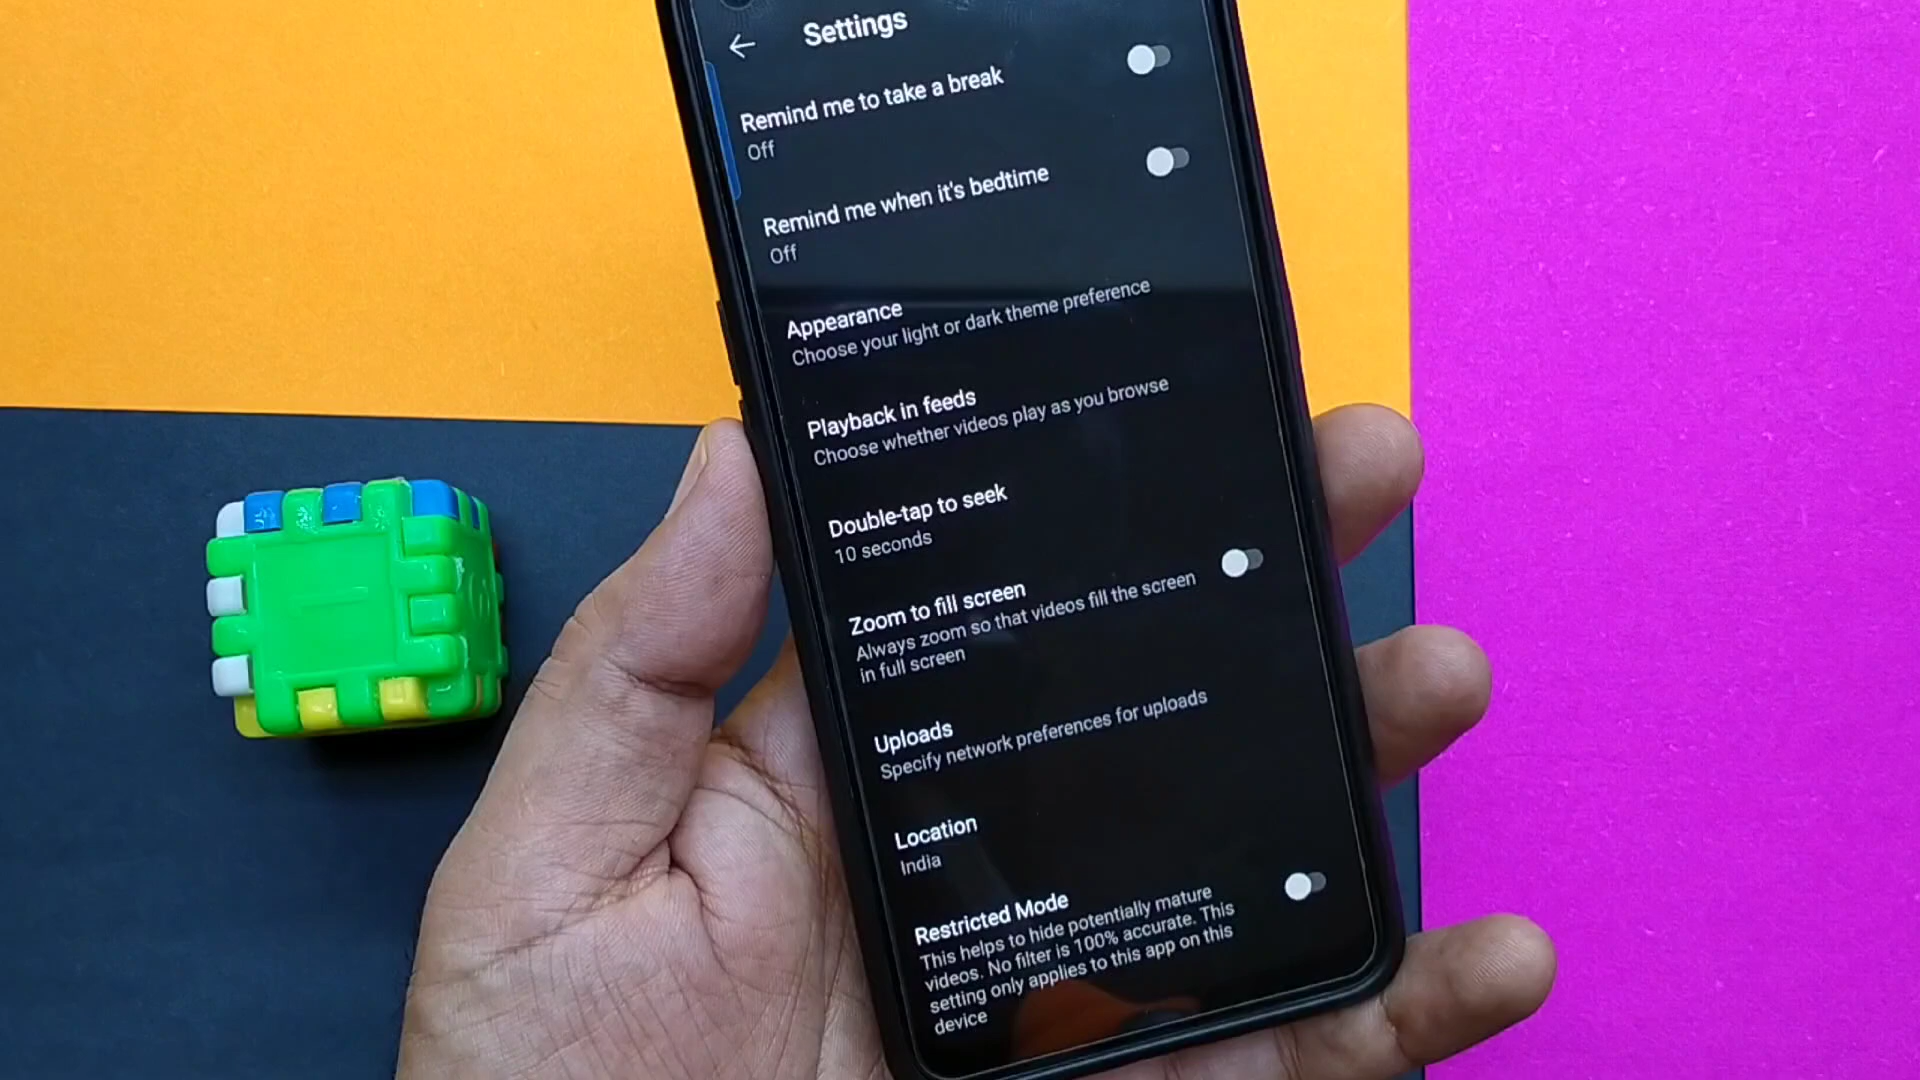 Settings
Remind me to take a break
Off
Remind me when it's bedtime
Off
Appearance
Choose your light or dark theme preference
Playback in feeds
Choose whether videos play as you browse
Double-tap to seek
10 seconds
Zoom to fill screen
Always zoom so that videos fill the screen
in full screen
Uploads
Specify network preferences for uploads
Location
India
Restricted Mode
This helps to hide potentially mature
videos. No filter is 100% accurate. This
setting only applies to this app on this
device